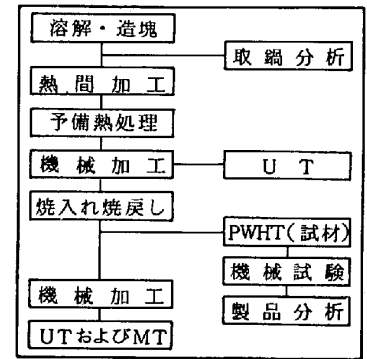 溶解・造塊
取鍋分析
熱間加工
予備熱処理
機械加工
UT
焼入れ焼戻し
PWHT(試材)
機械試験
機械加工
製品分析
UTおよびMT